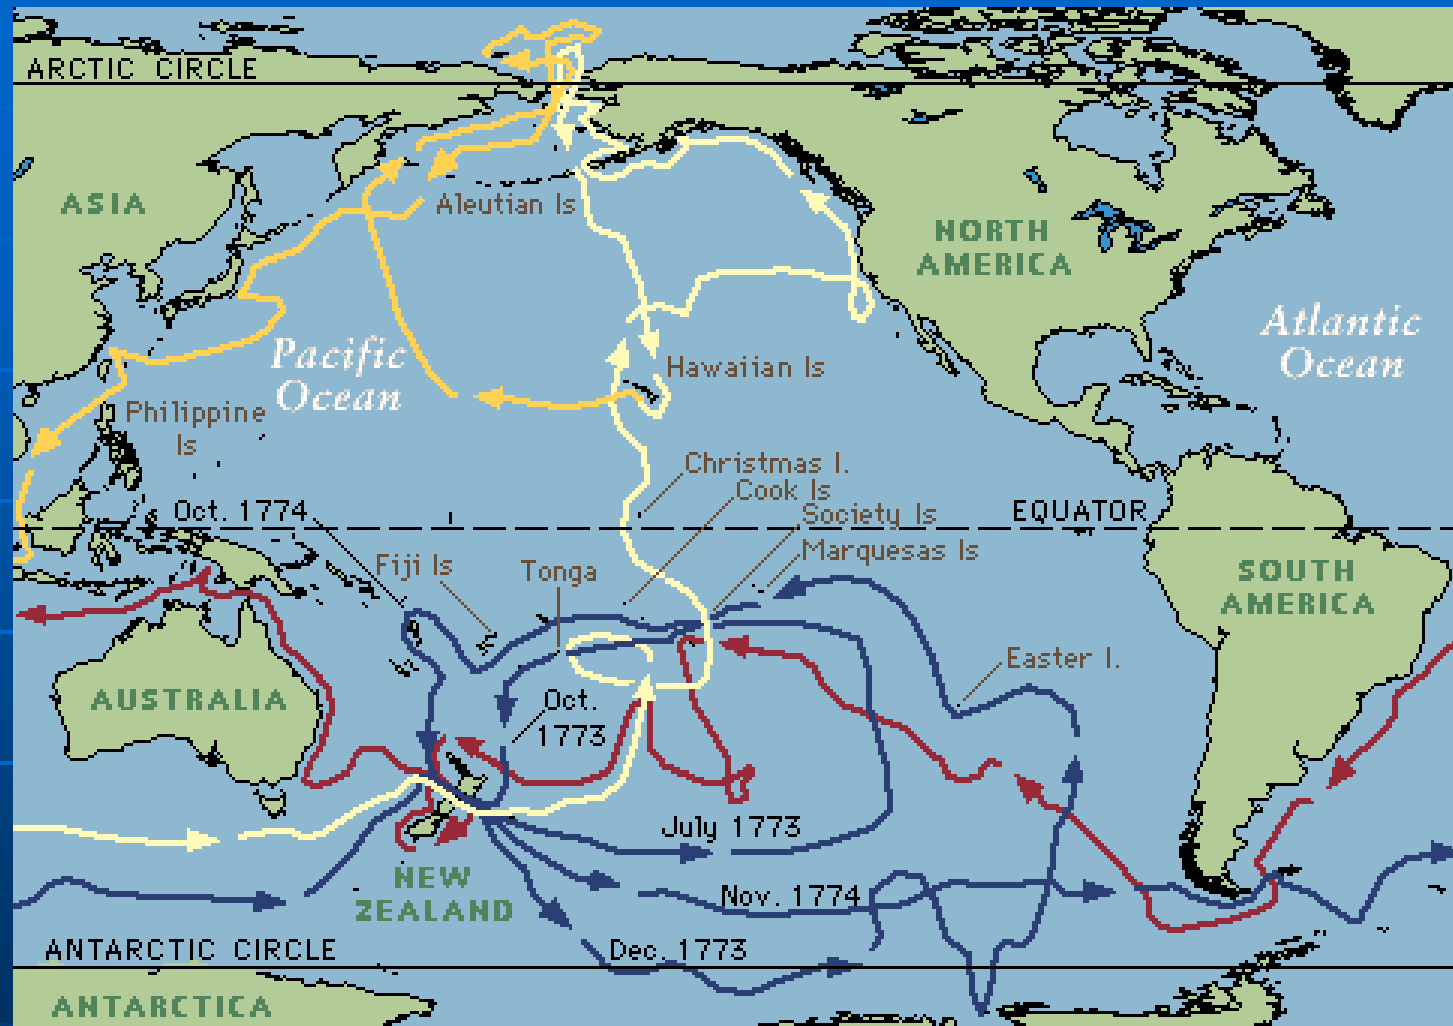 ARCTIC CIRCLE
ASIA
Aleutian Is
NORTH
AMERICA
Atlantic
Ocean
Pacific
Ocean
Hawaiian Is
Philippine
Is
Christmas I.
Cook Is
Oct. 1774
Society Is
EQUATOR
Marquesas Is
Fiji Is
Tonga
SOUTH
AMERICA
Easter I.
AUSTRALIA
Oct.
1773
July 1773
NEW
ZEALAND
Nov. 1774
Dec. 1773
ANTARCTIC CIRCLE
ANTARCTICA